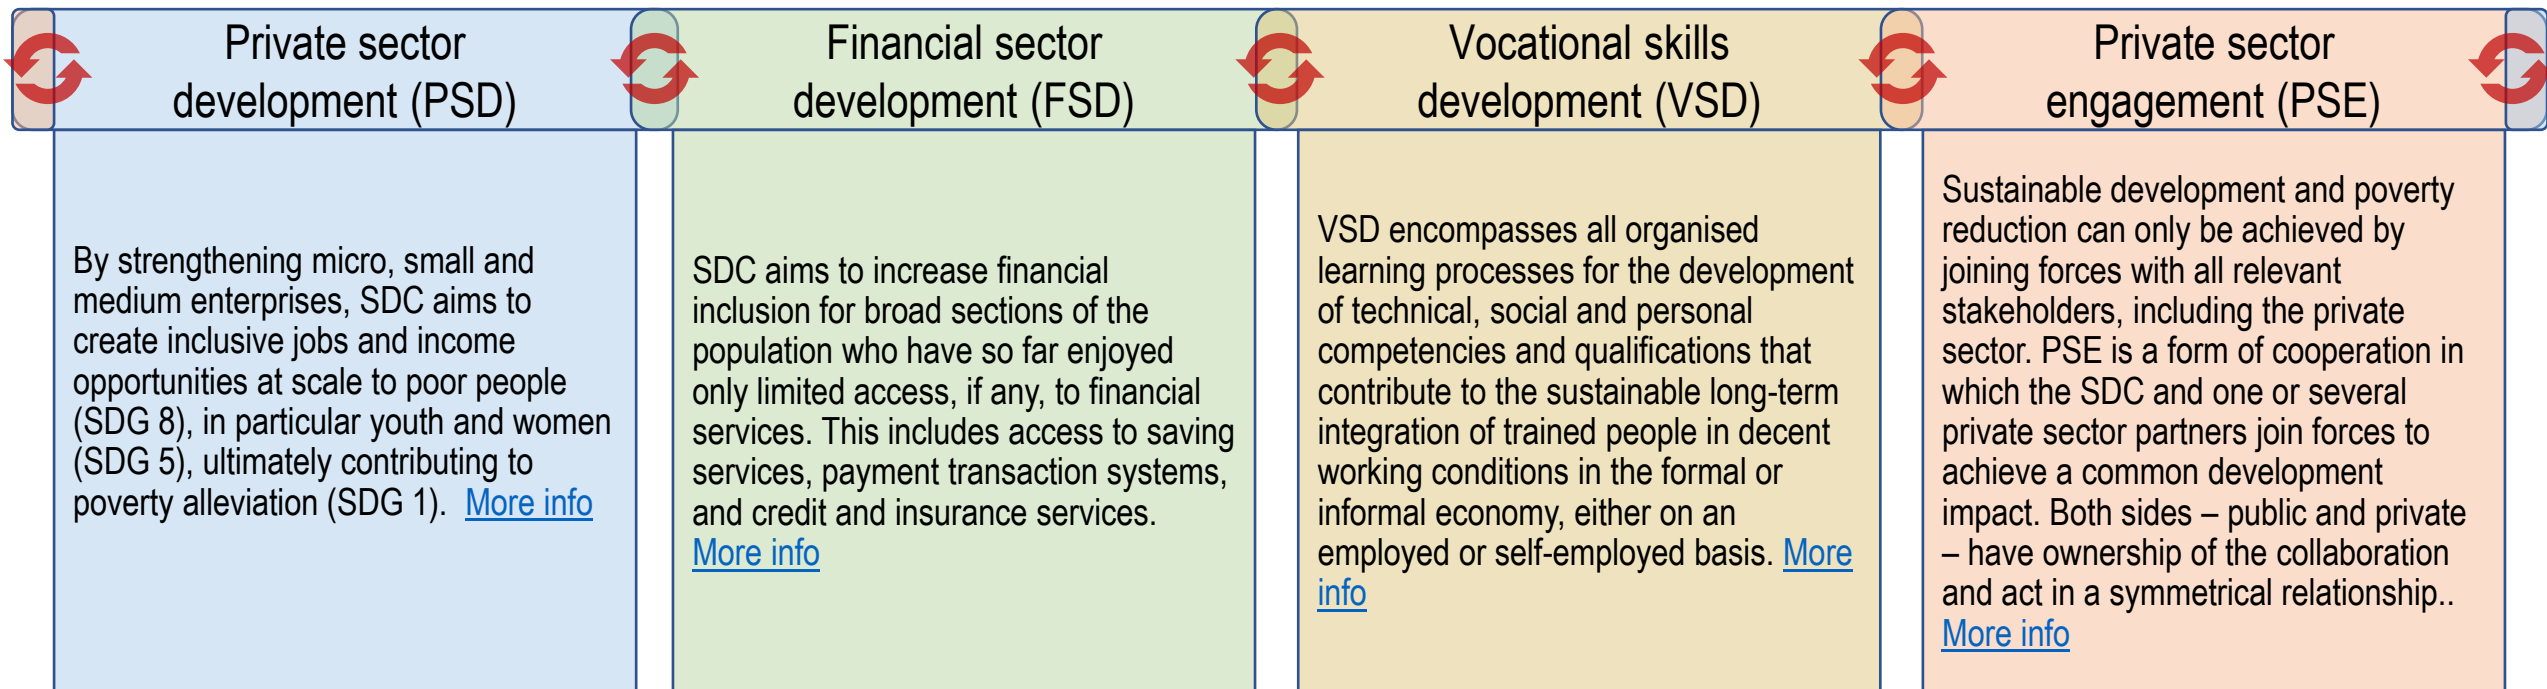 Private sector
development (PSD)
By strengthening micro, small and
medium enterprises, SDC aims to
create inclusive jobs and income
opportunities at scale to poor people
(SDG 8), in particular youth and women
(SDG 5), ultimately contributing to
poverty alleviation (SDG 1).  More info
Financial sector
development (FSD)
SDC aims to increase financial
inclusion for broad sections of the
population who have so far enjoyed
only limited access, if any, to financial
services. This includes access to saving
services, payment transaction systems,
and credit and insurance services.
More info
Vocational skills
development (VSD)
VSD encompasses all organised
learning processes for the development
of technical, social and personal
competencies and qualifications that
contribute to the sustainable long-term
integration of trained people in decent
working conditions in the formal or
informal economy, either on an
employed or self-employed basis. More
info
Private sector
engagement (PSE)
Sustainable development and poverty
reduction can only be achieved by
joining forces with all relevant
stakeholders, including the private
sector. PSE is a form of cooperation in
which the SDC and one or several
private sector partners join forces to
achieve a common development
impact. Both sides – public and private
– have ownership of the collaboration
and act in a symmetrical relationship..
More info